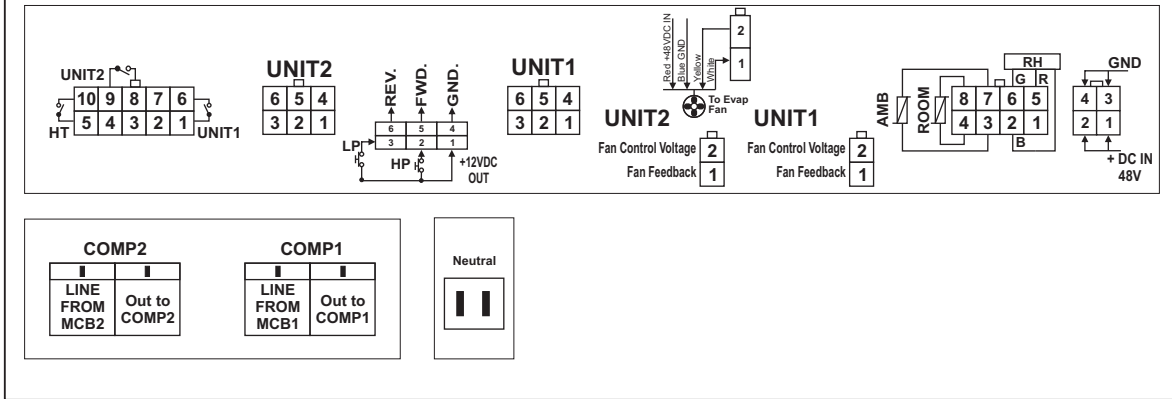 UNIT2
10 9 8 7 6
5 4 3 2 1
HT
UNIT1
UNIT2
6 5 4
3 2 1
REV.
FWD.
GND.
6 5 4
3 2 1
LP
HP
+12VDC
OUT
UNIT1
6 5 4
3 2 1
Red +48VDC IN
Blue GND
Yellow
White
2
1
To Evap
Fan
UNIT2
Fan Control Voltage 2
Fan Feedback 1
UNIT1
Fan Control Voltage 2
Fan Feedback 1
AMB
ROOM
RH
G R
8 7 6 5
4 3 2 1
B
GND
4 3
2 1
+ DC IN
48V
COMP2
LINE
FROM
MCB2
Out to
COMP2
COMP1
LINE
FROM
MCB1
Out to
COMP1
Neutral